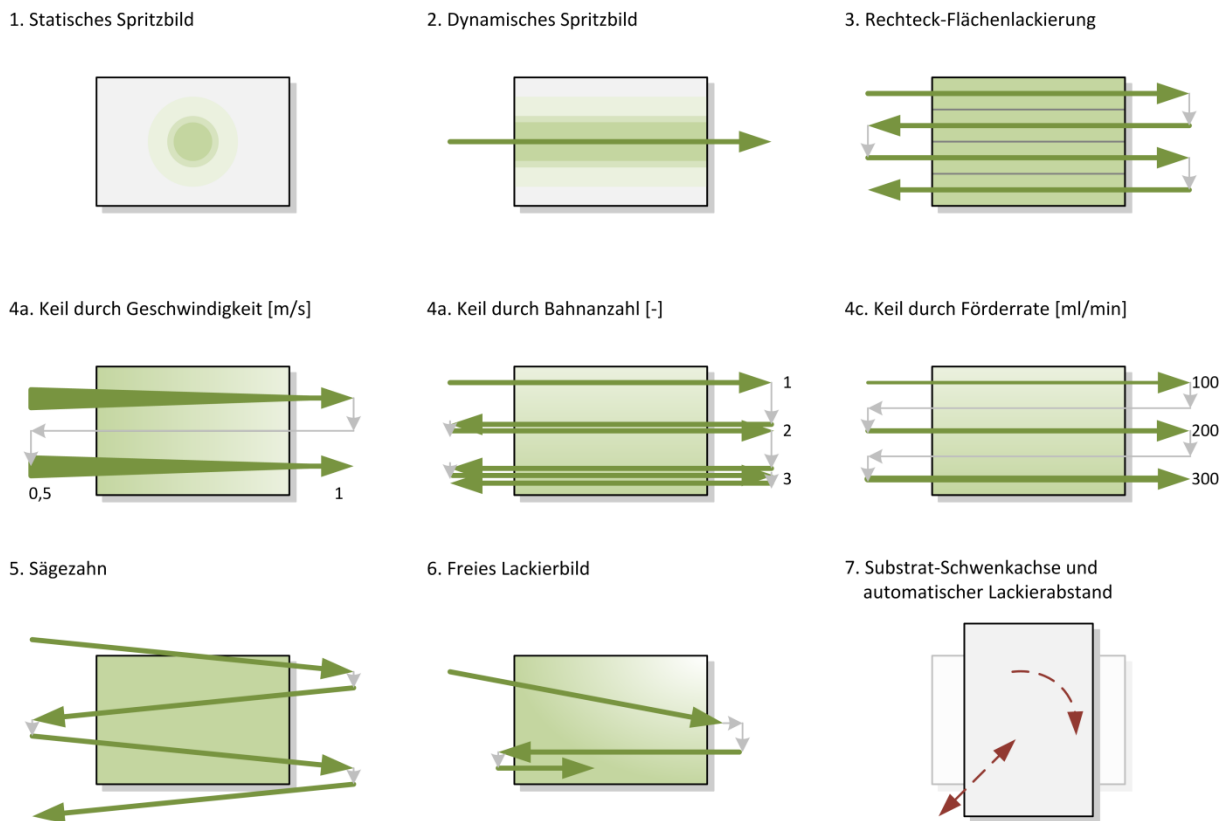 1. Statisches Spritzbild
2. Dynamisches Spritzbild
3. Rechteck-Flächenlackierung
4a. Keil durch Geschwindigkeit [m/s]
0,5
1
4a. Keil durch Bahnanzahl [-]
1
2
3
4c. Keil durch Förderrate [ml/min]
100
200
300
5. Sägezahn
6. Freies Lackierbild
7. Substrat-Schwenkachse und
automatischer Lackierabstand